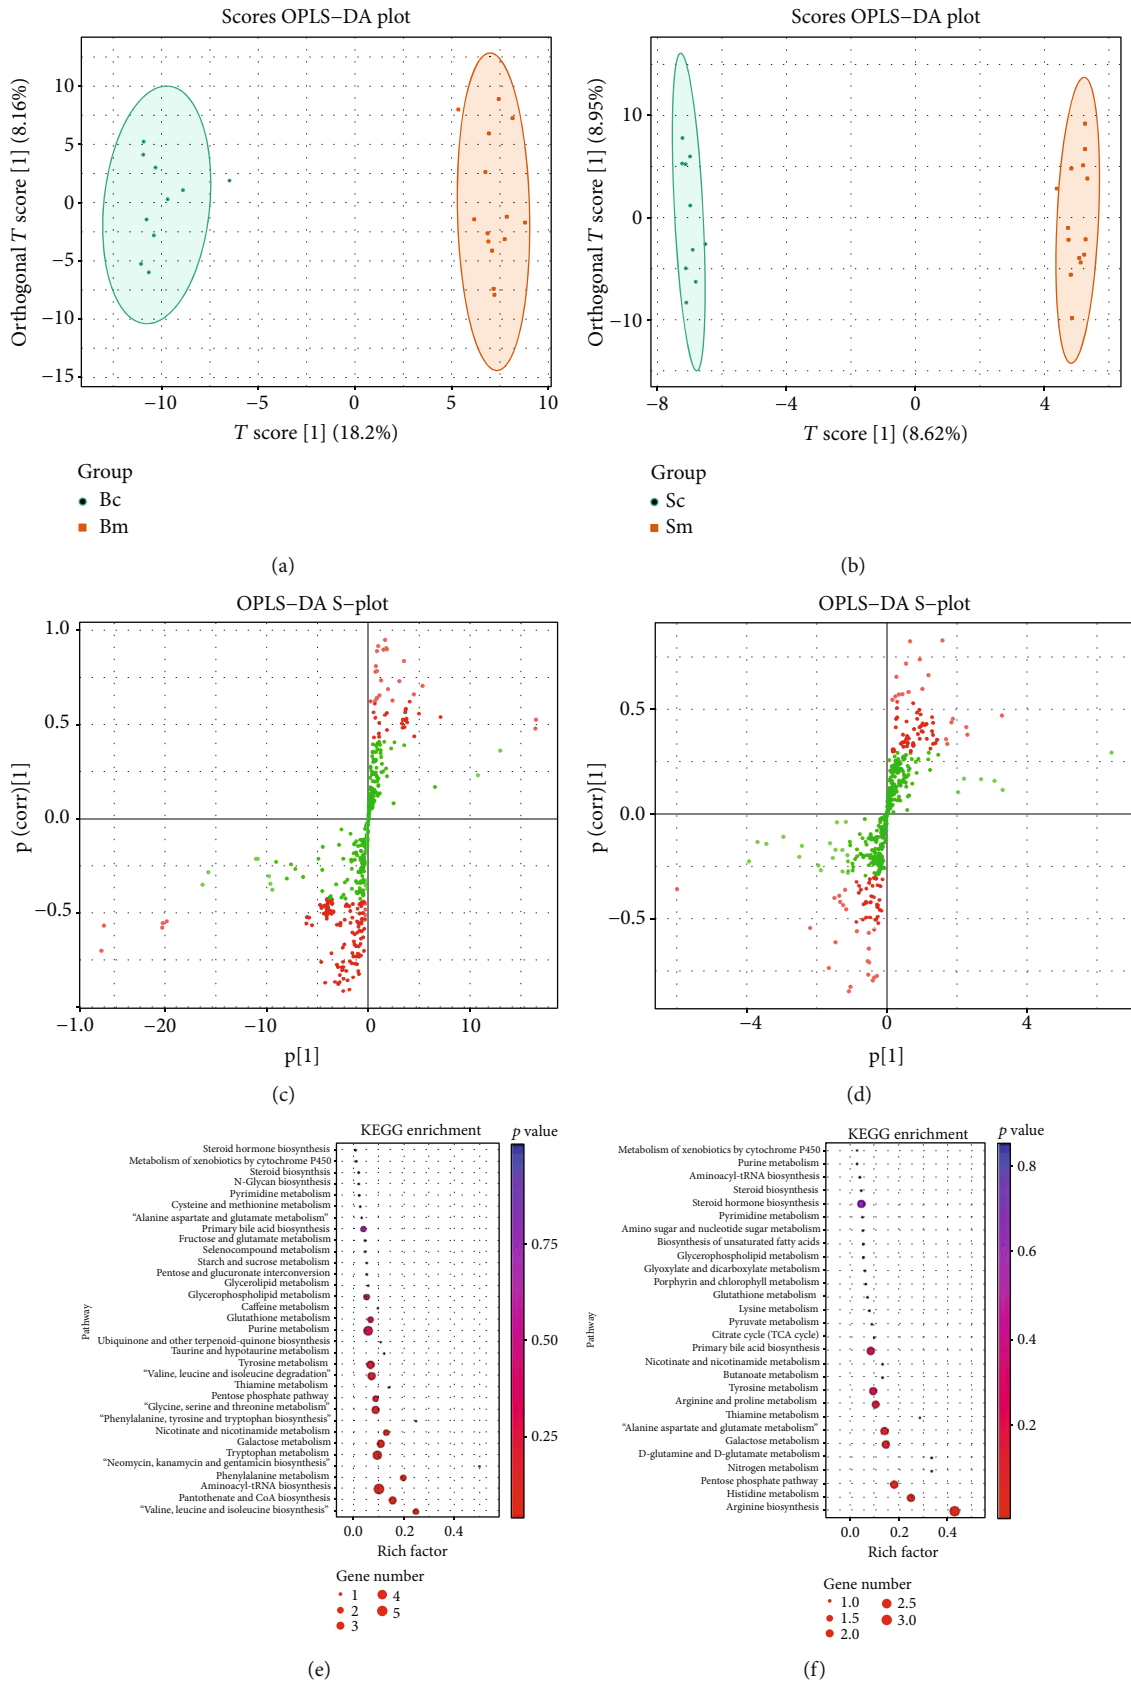 Scores OPLS−DA plot
Orthogonal T score [1] (8.16%)
10
5
0
−5
−10
−15
−10
−5
0
5
10
T score [1] (18.2%)
Group
Bc
Bm
(a)
Scores OPLS−DA plot
Orthogonal T score [1] (8.95%)
10
0
−10
−8
−4
0
4
T score [1] (8.62%)
Group
Sc
Sm
(b)
OPLS−DA S−plot
p (corr)[1]
1.0
0.5
0.0
−0.5
−1.0
−20
−10
0
10
p[1]
(c)
OPLS−DA S−plot
p (corr)[1]
0.5
0.0
−0.5
−4
0
4
p[1]
(d)
KEGG enrichment
Pathway
Steroid hormone biosynthesis
Metabolism of xenobiotics by cytochrome P450
Steroid biosynthesis
N-Glycan biosynthesis
Pyrimidine metabolism
Cysteine and methionine metabolism
“Alanine aspartate and glutamate metabolism”
Primary bile acid biosynthesis
Fructose and glutamate metabolism
Selenocompound metabolism
Starch and sucrose metabolism
Pentose and glucuronate interconversion
Glycerolipid metabolism
Glycerophospholipid metabolism
Caffeine metabolism
Glutathione metabolism
Purine metabolism
Ubiquinone and other terpenoid-quinone biosynthesis
Taurine and hypotaurine metabolism
Tyrosine metabolism
“Valine, leucine and isoleucine degradation”
Thiamine metabolism
Pentose phosphate pathway
“Glycine, serine and threonine metabolism”
“Phenylalanine, tyrosine and tryptophan biosynthesis”
Nicotinate and nicotinamide metabolism
Galactose metabolism
Tryptophan metabolism
“Neomycin, kanamycin and gentamicin biosynthesis”
Phenylalanine metabolism
Aminoacyl-tRNA biosynthesis
Pantothenate and CoA biosynthesis
“Valine, leucine and isoleucine biosynthesis”
0.0
0.2
0.4
Rich factor
p value
0.75
0.50
0.25
Gene number
1
2
3
4
5
(e)
KEGG enrichment
Pathway
Metabolism of xenobiotics by cytochrome P450
Purine metabolism
Aminoacyl-tRNA biosynthesis
Steroid biosynthesis
Steroid hormone biosynthesis
Pyrimidine metabolism
Amino sugar and nucleotide sugar metabolism
Biosynthesis of unsaturated fatty acids
Glycerophospholipid metabolism
Glyoxylate and dicarboxylate metabolism
Porphyrin and chlorophyll metabolism
Glutathione metabolism
Lysine metabolism
Pyruvate metabolism
Citrate cycle (TCA cycle)
Primary bile acid biosynthesis
Nicotinate and nicotinamide metabolism
Butanoate metabolism
Tyrosine metabolism
Arginine and proline metabolism
Thiamine metabolism
“Alanine aspartate and glutamate metabolism”
Galactose metabolism
D-glutamine and D-glutamate metabolism
Nitrogen metabolism
Pentose phosphate pathway
Histidine metabolism
Arginine biosynthesis
0.0
0.2
0.4
Rich factor
p value
0.8
0.6
0.4
0.2
Gene number
1.0
1.5
2.0
2.5
3.0
(f)